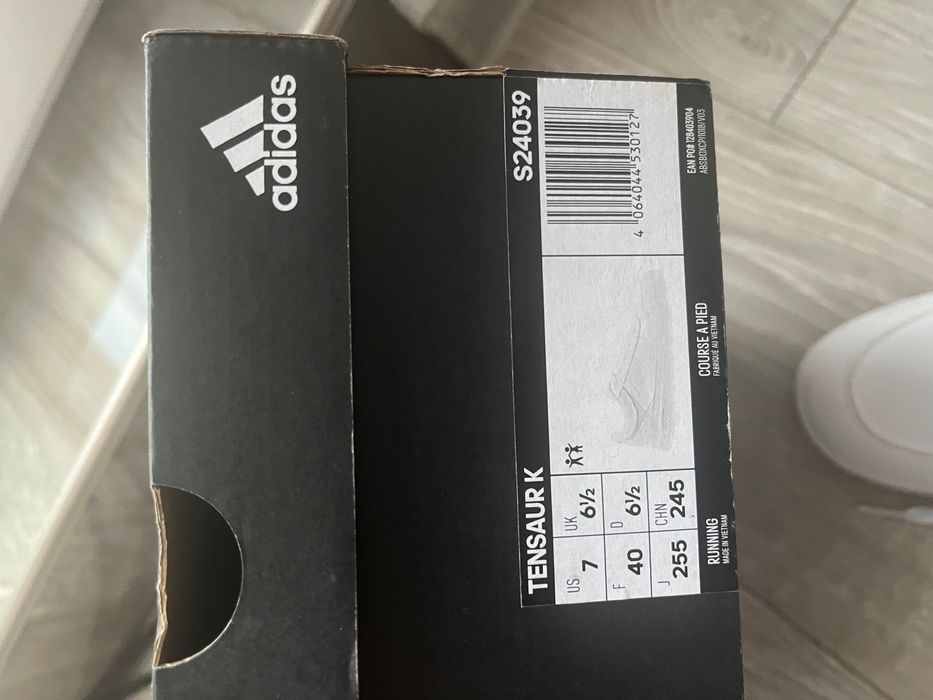 adidas
TENSAUR K
S24039
US
7
UK
6½
F
40
D
6½
J
255
CHN
245
4 064044 530127
RUNNING
MADE IN VIETNAM
COURSE A PIED
FABRIQUE AU VIETNAM
EAN PO# 128403904